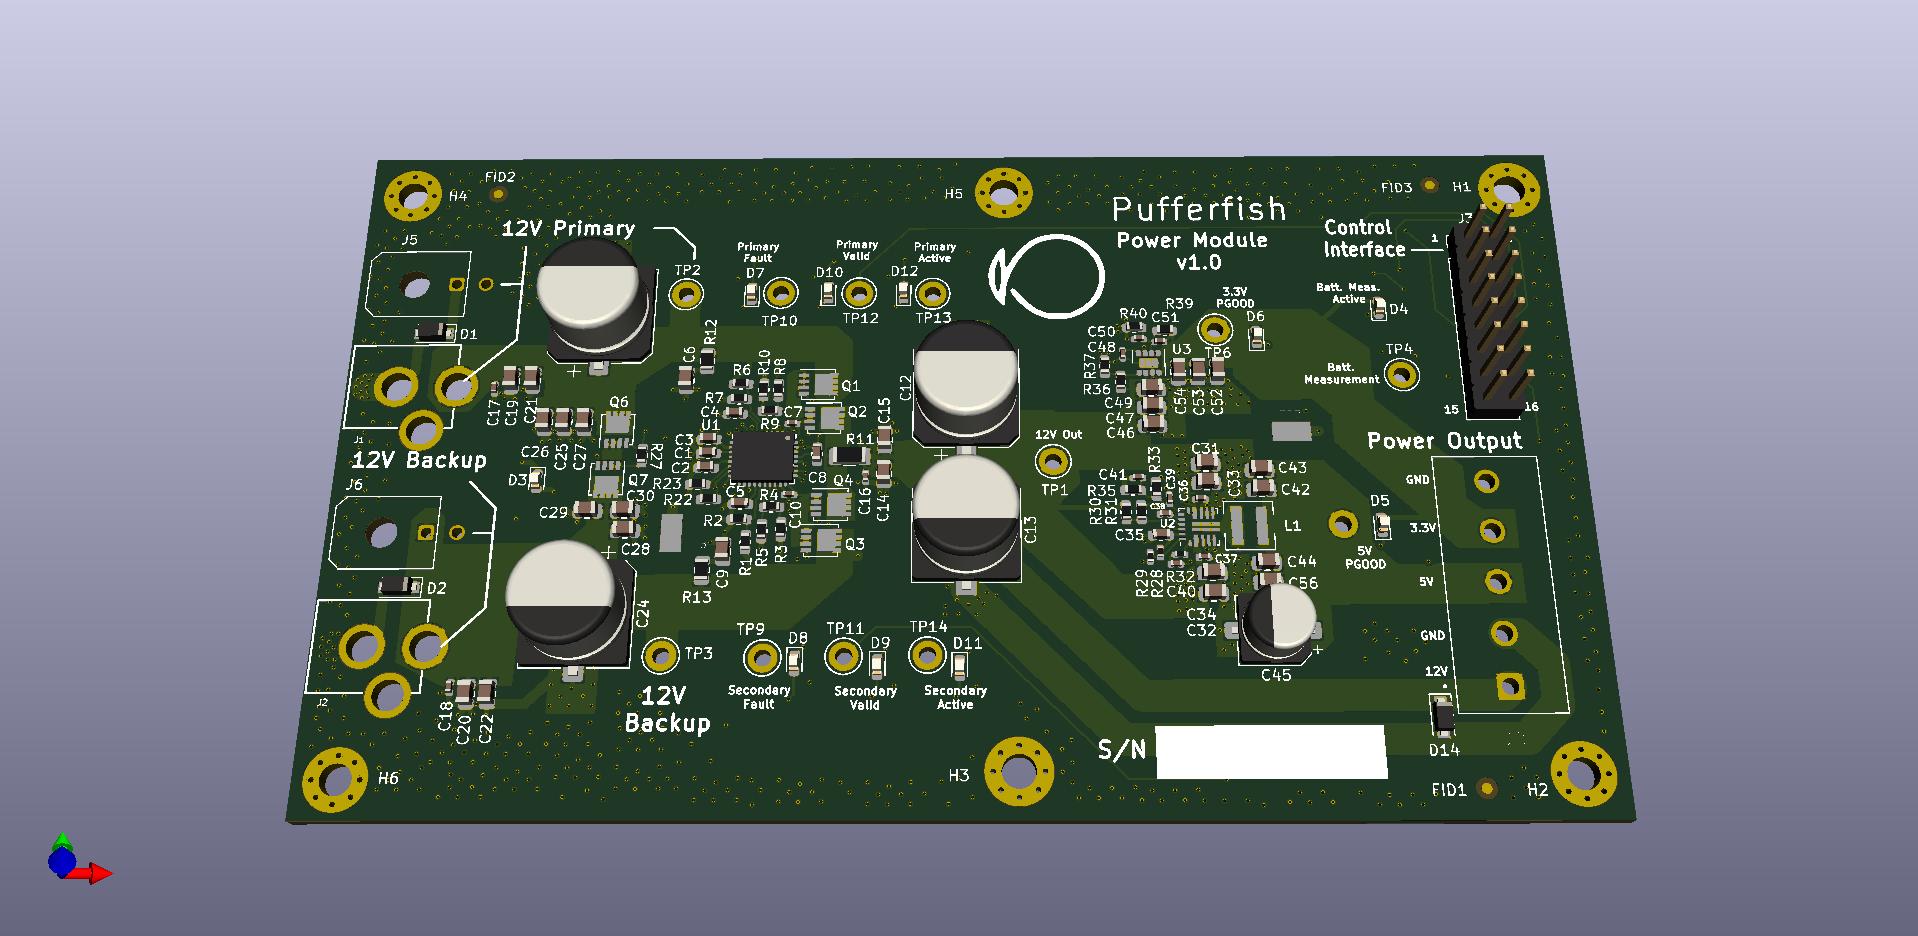 FID2
H4
H5
FID3
H1
12V Primary
J5
TP2
Primary
Fault
D7
TP10
Primary
Valid
D10
TP12
Primary
Active
D12
TP13
Pufferfish
Power Module
v1.0
Control
Interface
1
15
16
Batt. Meas.
Active
D4
TP4
Batt.
Measurement
3.3V
PGOOD
D6
TP6
R39
R40
C51
C50
C48
R37
R36
U3
C54
C53
C52
C49
C47
C46
D1
J1
C17
C19
C21
R12
C6
R10
R8
R6
R7
C4
U1
R9
C7
Q1
Q2
C15
R11
C12
12V Backup
J6
Q6
C26
C25
C27
D3
Q7
R27
C30
C29
C28
C3
C1
C2
R23
R22
C5
R2
R4
C10
C8
Q4
C16
C14
Q3
R1
R5
R3
C9
R13
12V Out
TP1
C13
C41
R35
R30
R31
C35
U2
R33
C39
C38
C36
C31
C33
C43
C42
L1
C37
C44
C56
R29
R28
R32
C40
C34
C32
C45
D5
5V
PGOOD
Power Output
GND
3.3V
5V
GND
12V
D14
D2
J2
C18
C20
C22
C24
TP3
12V
Backup
TP9
D8
Secondary
Fault
TP11
D9
Secondary
Valid
TP14
D11
Secondary
Active
S/N
H6
H3
FID1
H2